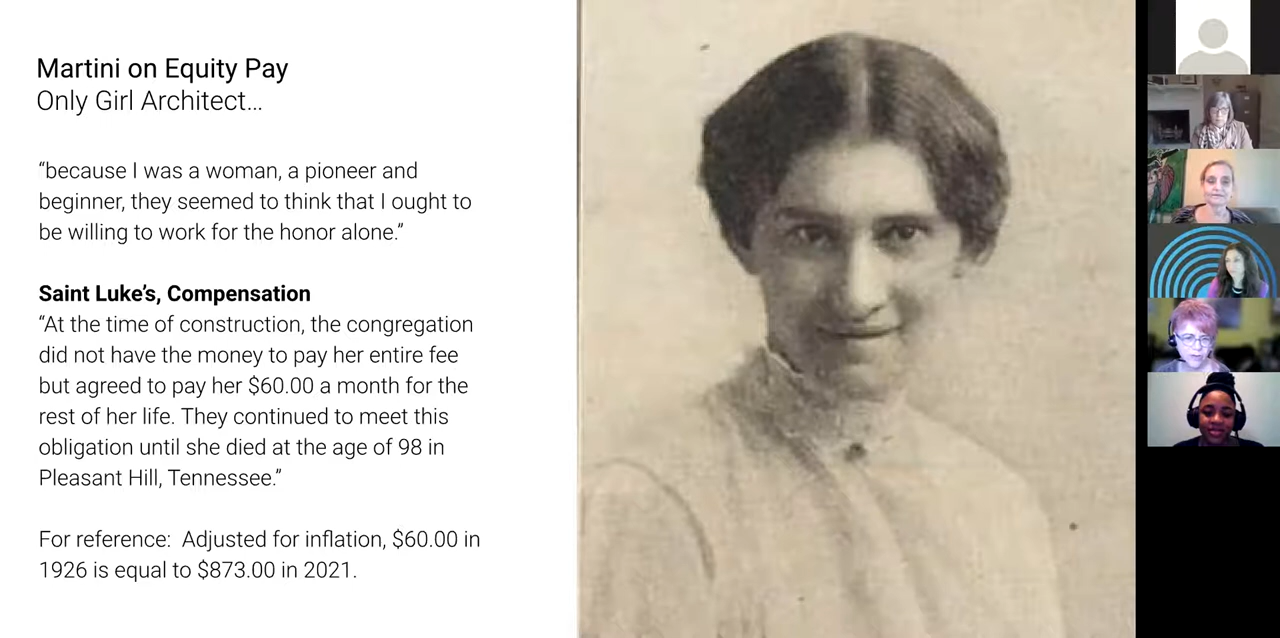 Martini on Equity Pay
Only Girl Architect...
“because I was a woman, a pioneer and
beginner, they seemed to think that I ought to
be willing to work for the honor alone.”
Saint Luke’s, Compensation
“At the time of construction, the congregation
did not have the money to pay her entire fee
but agreed to pay her $60.00 a month for the
rest of her life. They continued to meet this
obligation until she died at the age of 98 in
Pleasant Hill, Tennessee.”
For reference:  Adjusted for inflation, $60.00 in
1926 is equal to $873.00 in 2021.